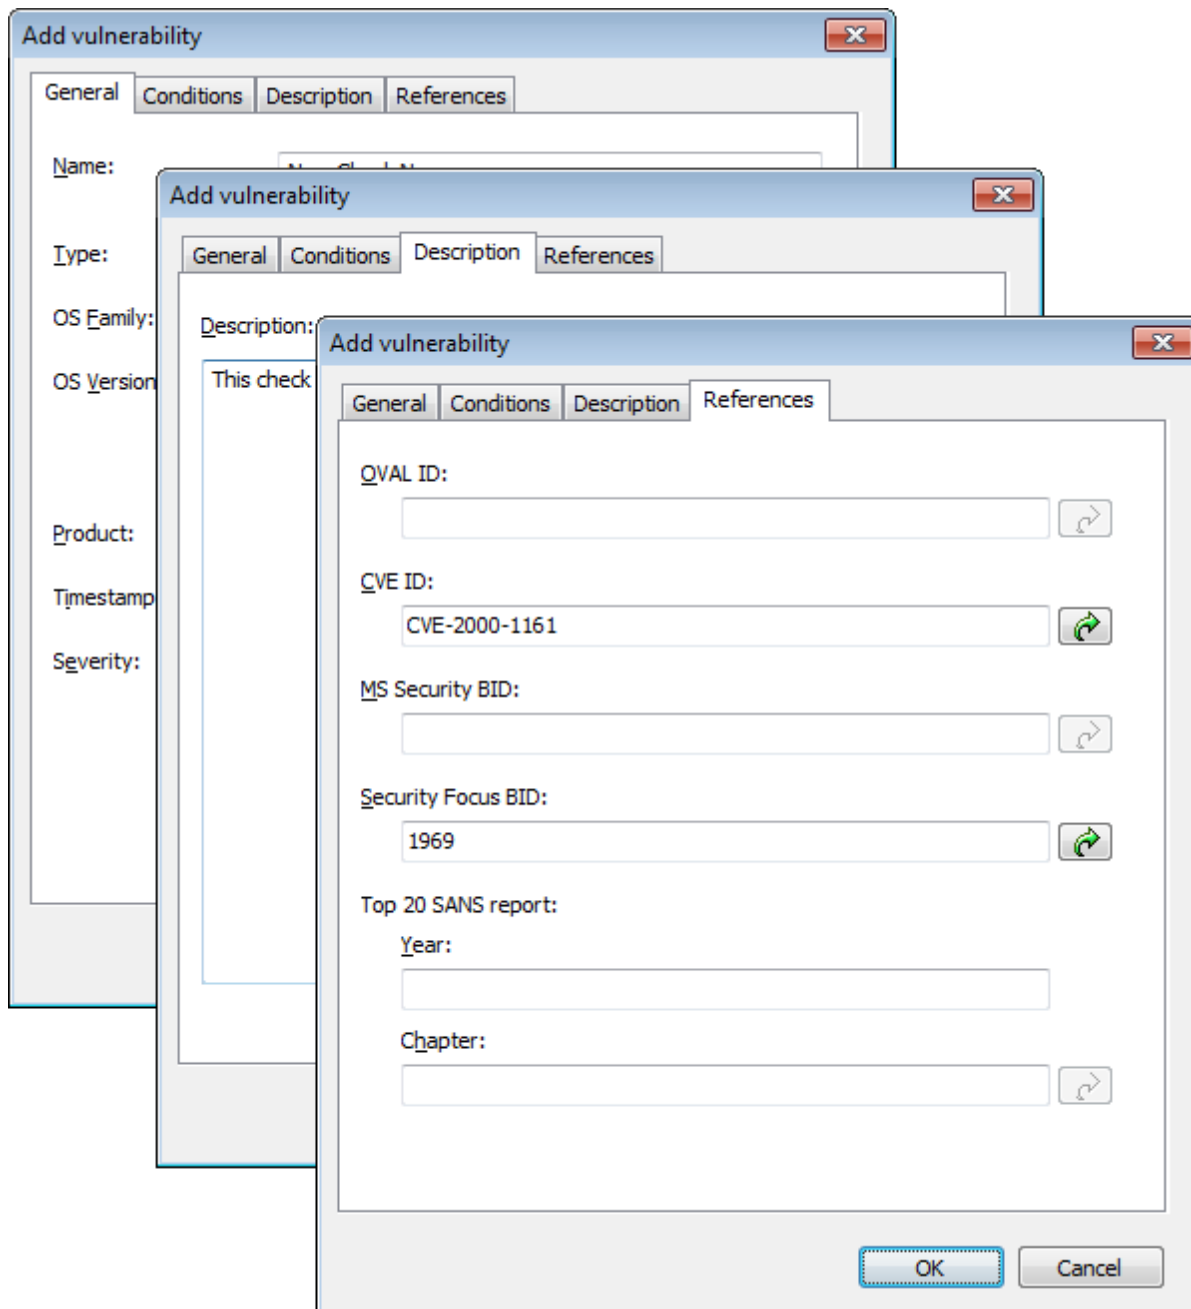 Add vulnerability
General Conditions Description References
Name:
Type:
OS Family:
OS Version
Product:
Timestamp
Severity:
Add vulnerability
General Conditions Description References
Description:
This check
Add vulnerability
General Conditions Description References
OVAL ID:
CVE ID:
CVE-2000-1161
MS Security BID:
Security Focus BID:
1969
Top 20 SANS report:
Year:
Chapter:
OK Cancel